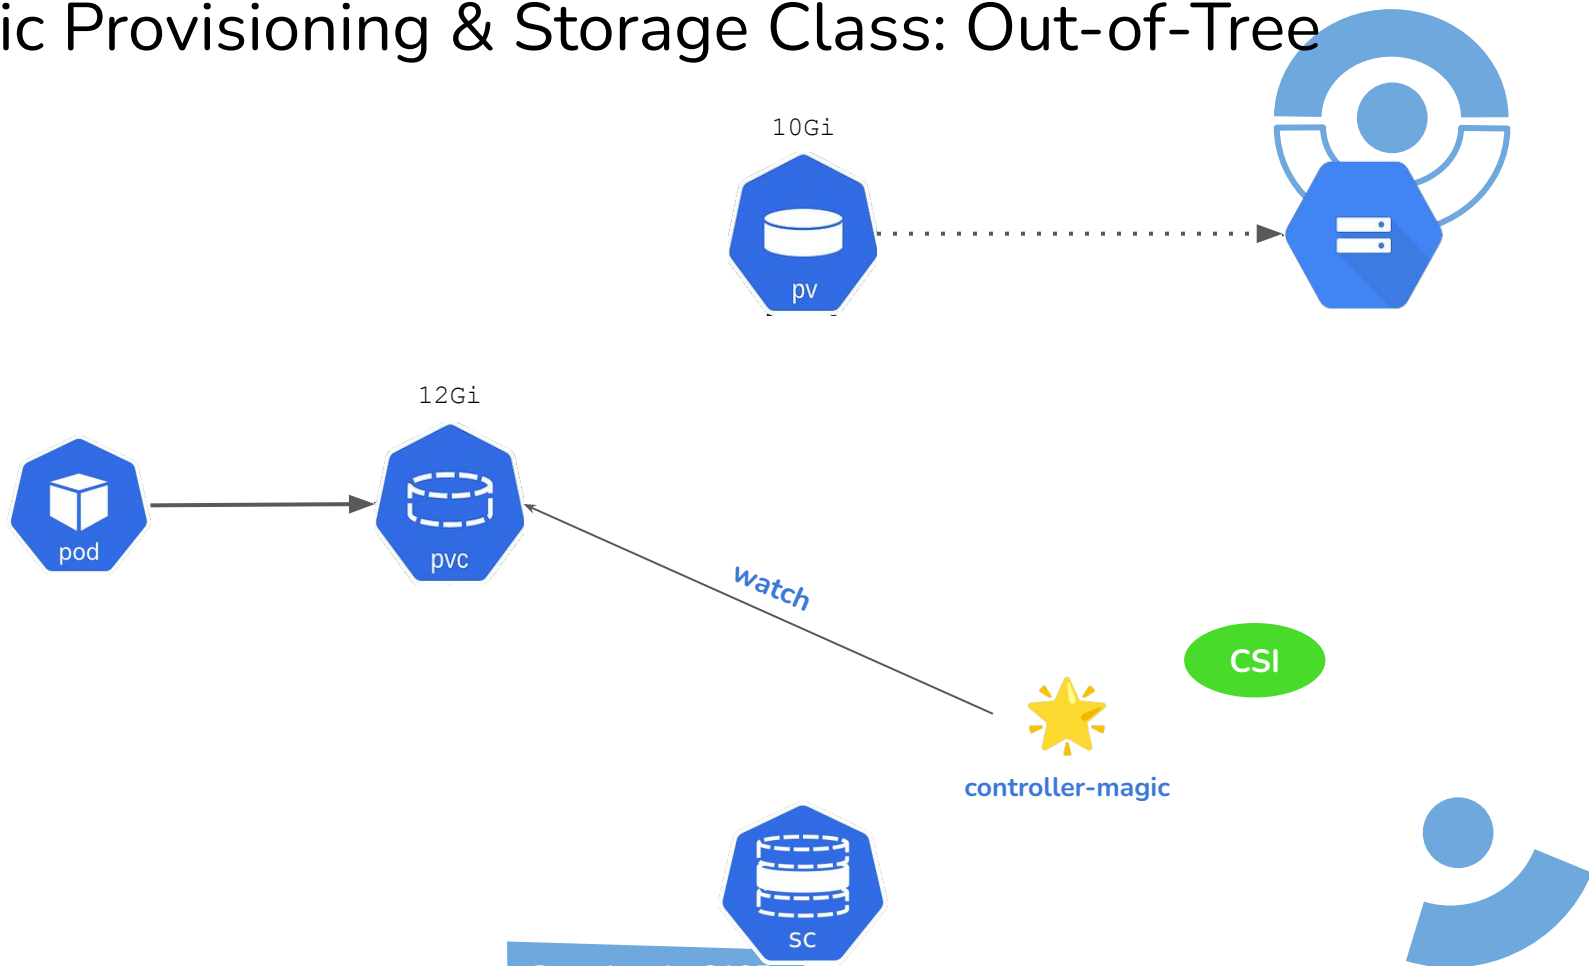 ic Provisioning & Storage Class: Out-of-Tree
10Gi
pv
12Gi
pod
pvc
watch
CSI
controller-magic
sc